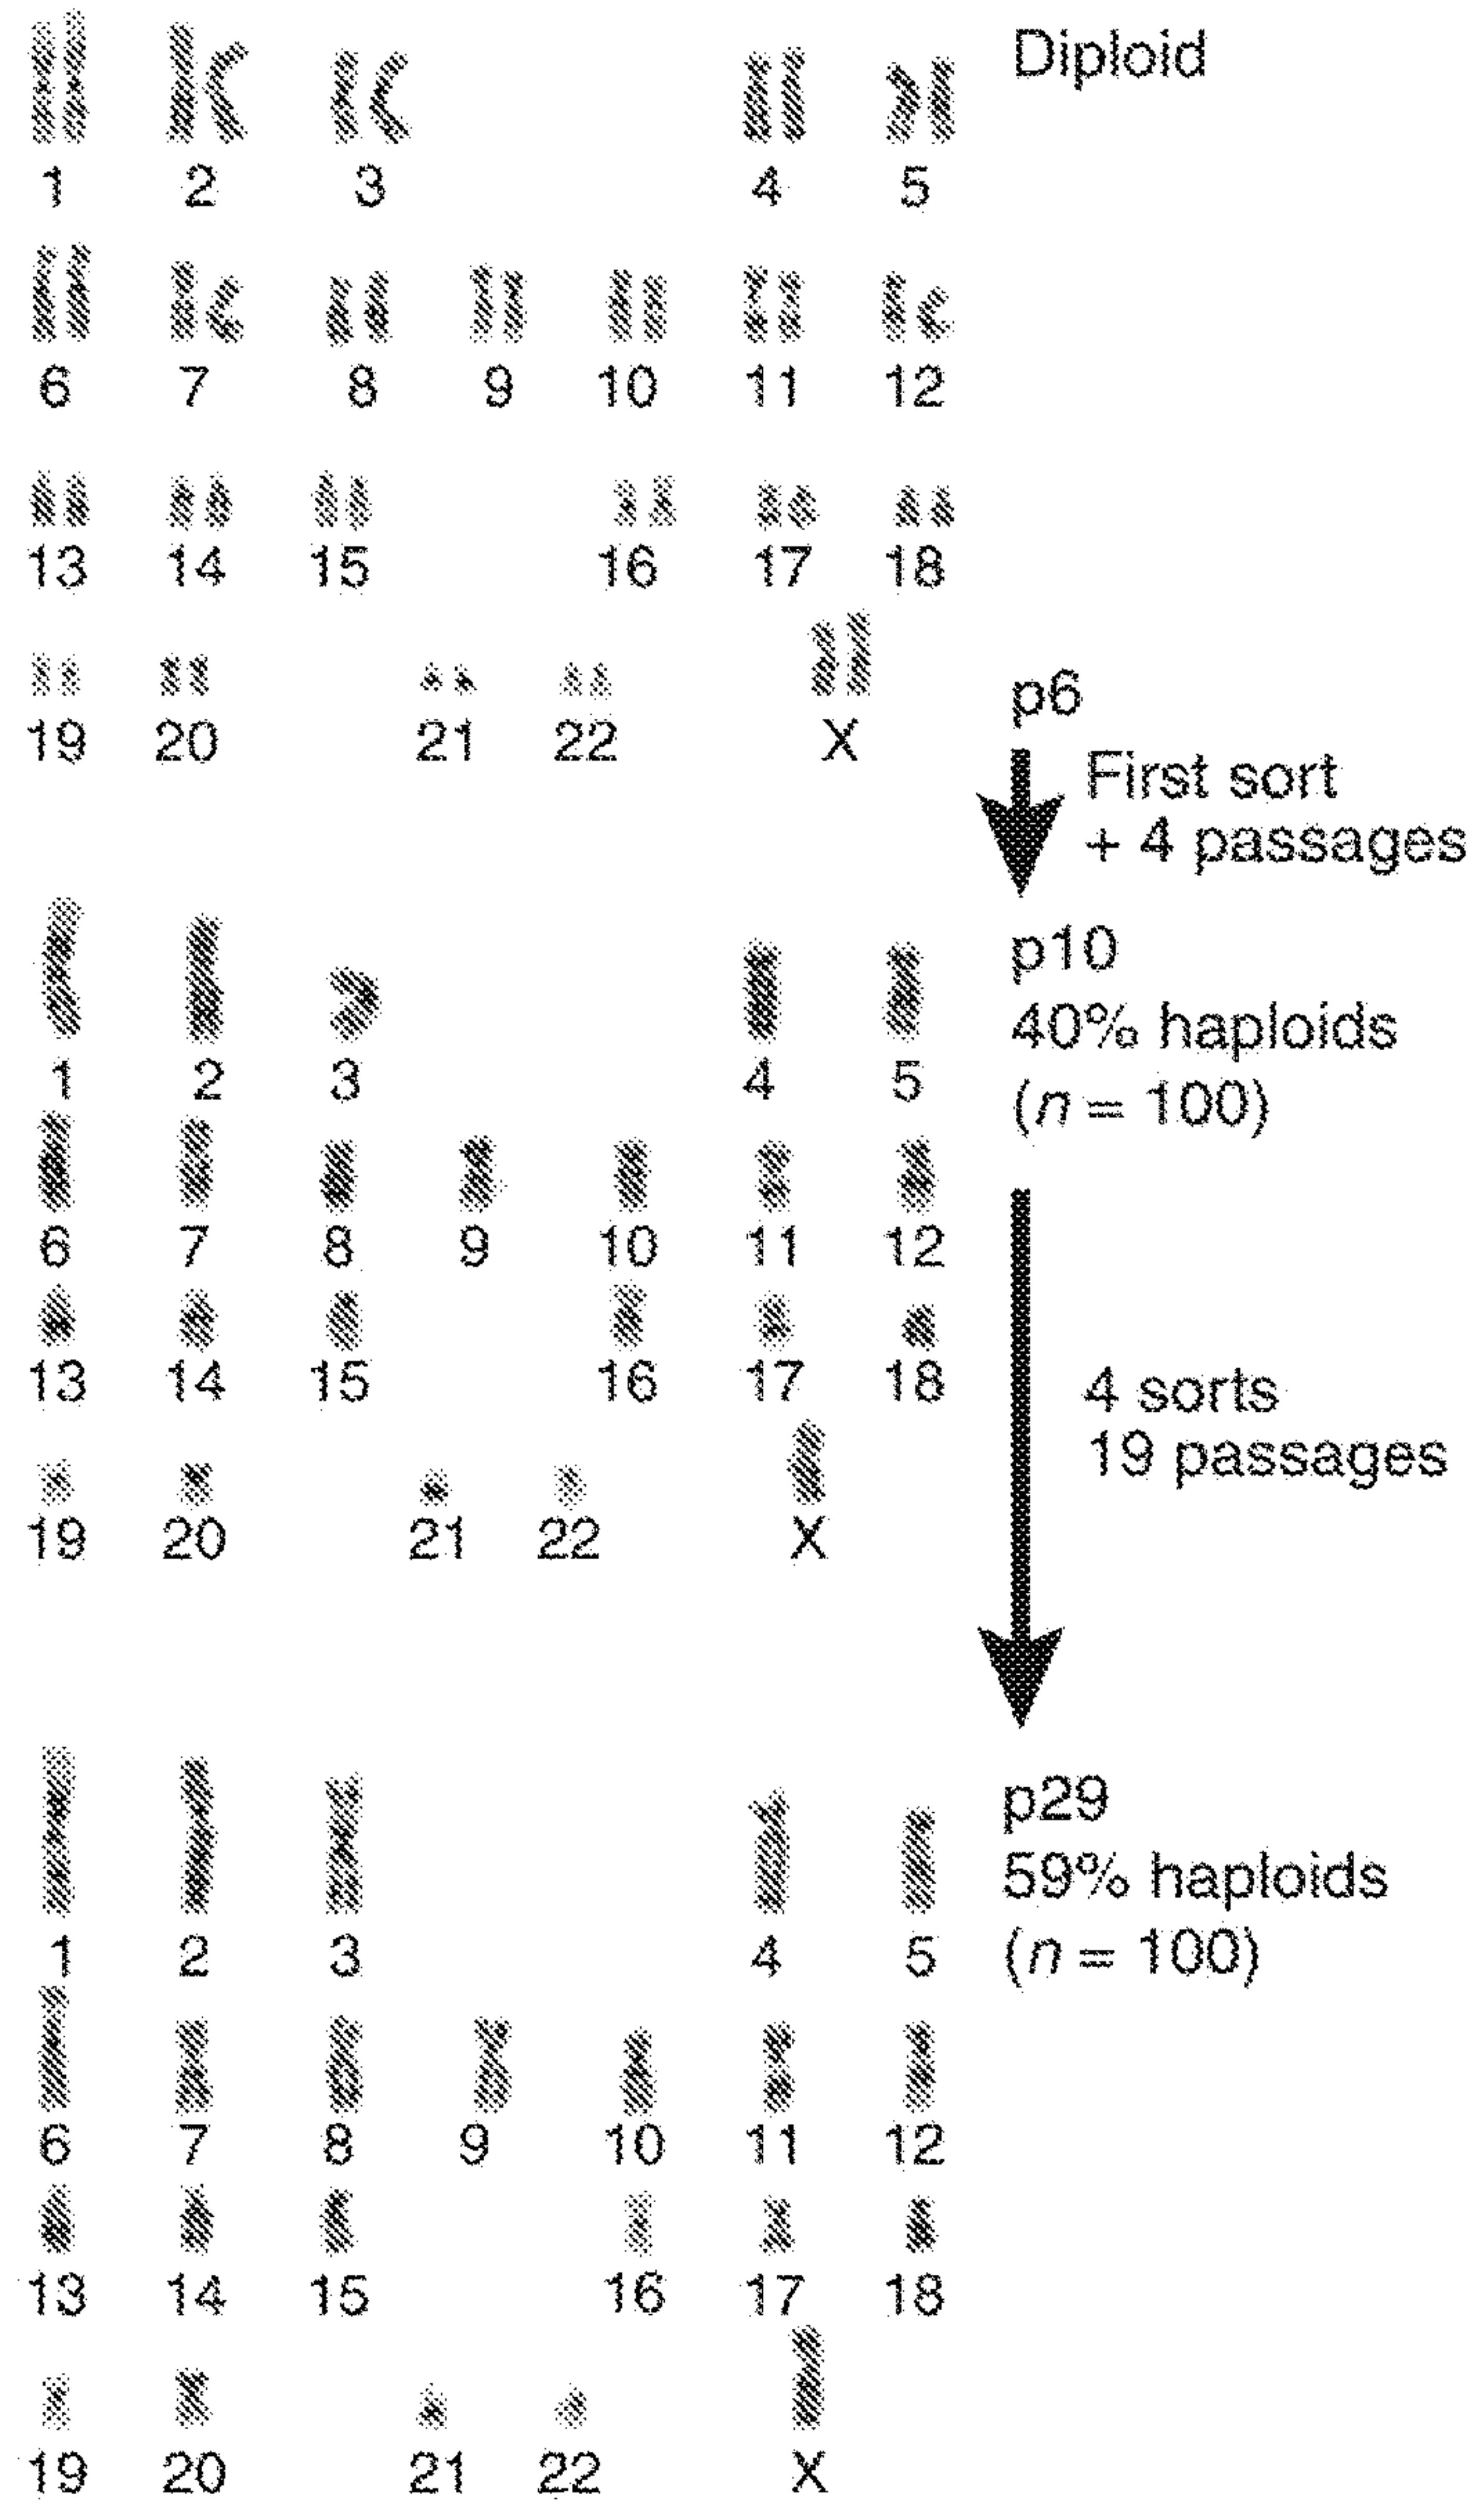 Diploid
1 2 3 4 5
6 7 8 9 10 11 12
13 14 15 16 17 18
19 20 21 22 X
p6
First sort
+ 4 passages
p10
40% haploids
(n = 100)
1 2 3 4 5
6 7 8 9 10 11 12
13 14 15 16 17 18
4 sorts
19 passages
19 20 21 22 X
p29
59% haploids
(n = 100)
1 2 3 4 5
6 7 8 9 10 11 12
13 14 15 16 17 18
19 20 21 22 X